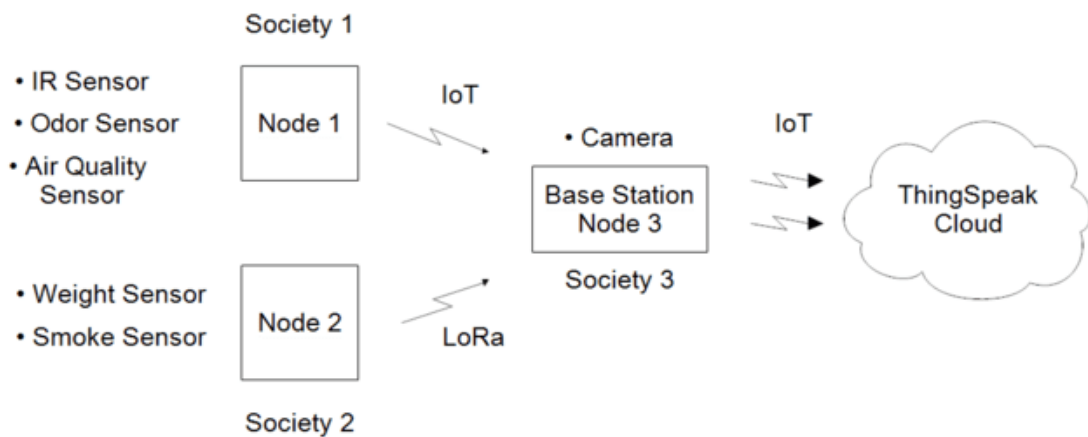 Society 1
• IR Sensor
• Odor Sensor
• Air Quality
Sensor
Node 1
IoT
• Camera
Base Station
Node 3
Society 3
IoT
ThingSpeak
Cloud
• Weight Sensor
• Smoke Sensor
Node 2
LoRa
Society 2